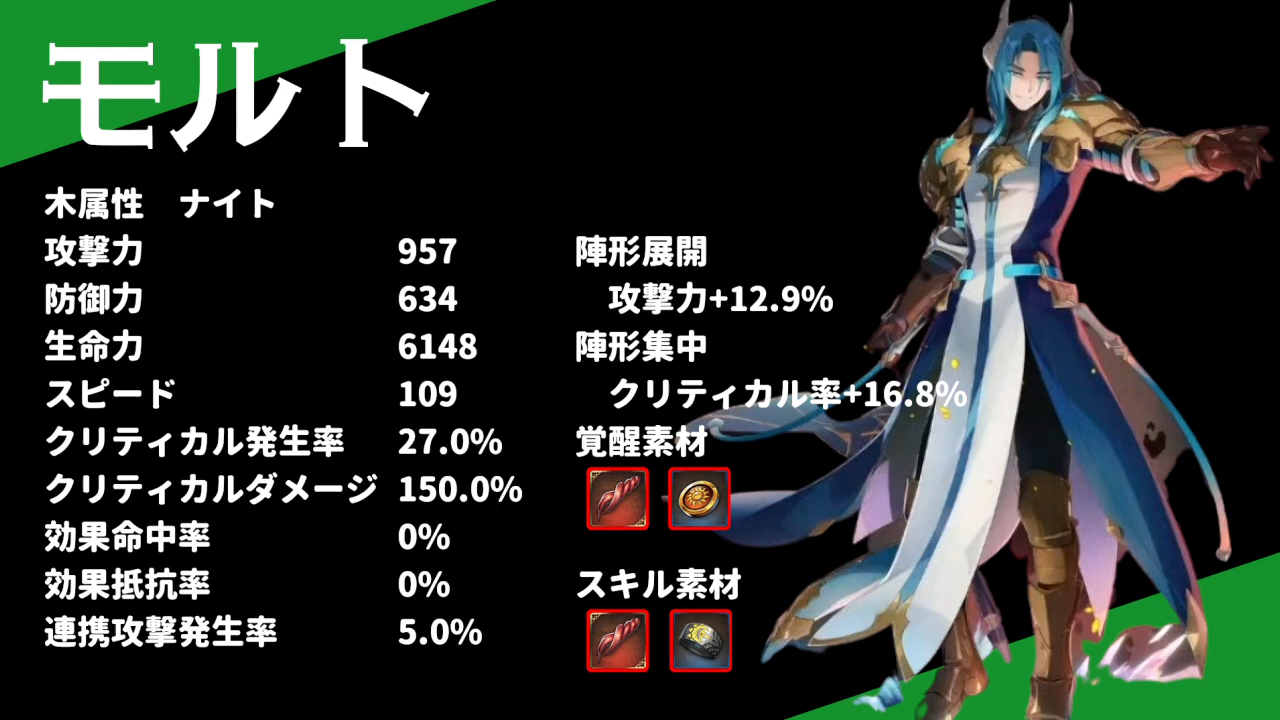 モルト
木属性　ナイト
攻撃力 957
防御力 634
生命力 6148
スピード 109
クリティカル発生率 27.0%
クリティカルダメージ 150.0%
効果命中率 0%
効果抵抗率 0%
連携攻撃発生率 5.0%
陣形展開
攻撃力+12.9%
陣形集中
クリティカル率+16.8%
覚醒素材
スキル素材